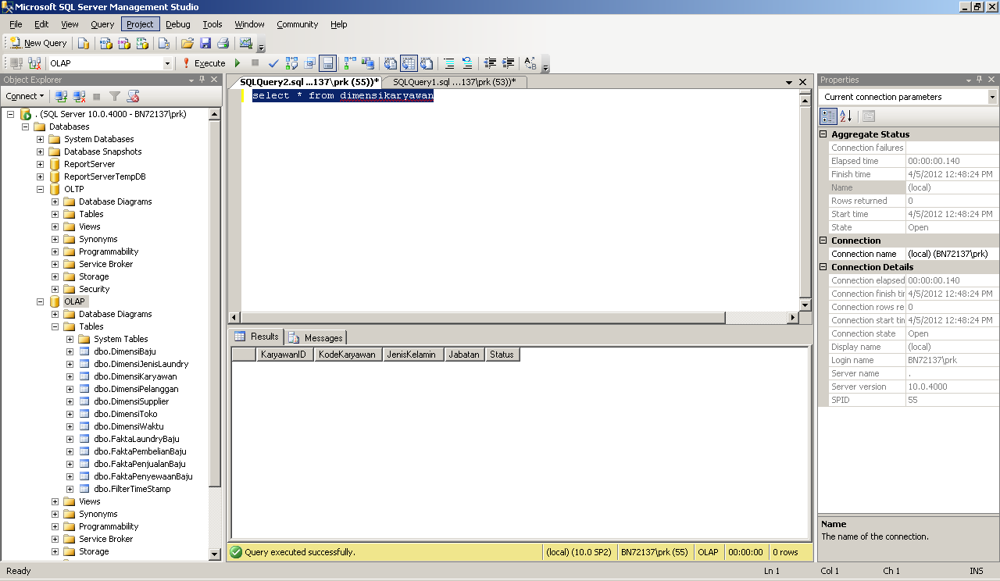 Microsoft SQL Server Management Studio
File Edit View Query Project Debug Tools Window Community Help
New Query
OLAP Execute
Object Explorer
Connect
. (SQL Server 10.0.4000 - BN72137\prk)
Databases
System Databases
Database Snapshots
ReportServer
ReportServerTempDB
OLTP
Database Diagrams
Tables
Views
Synonyms
Programmability
Service Broker
Storage
Security
OLAP
Database Diagrams
Tables
System Tables
dbo.DimensiBaju
dbo.DimensiJenisLaundry
dbo.DimensiKaryawan
dbo.DimensiPelanggan
dbo.DimensiSupplier
dbo.DimensiToko
dbo.DimensiWaktu
dbo.FaktaLaundryBaju
dbo.FaktaPembelianBaju
dbo.FaktaPenjualanBaju
dbo.FaktaPenyewaanBaju
dbo.FilterTimeStamp
Views
Synonyms
Programmability
Service Broker
Storage
SQLQuery2.sql ...137\prk (55))* SQLQuery1.sql ...137\prk (53))*
select * from dimensikaryawan
Results Messages
KaryawanID KodeKaryawan JenisKelamin Jabatan Status
Query executed successfully. (local) (10.0 SP2) BN72137\prk (55) OLAP 00:00:00 0 rows
Properties
Current connection parameters
Aggregate Status
Connection failures
Elapsed time 00:00:00.140
Finish time 4/5/2012 12:48:24 PM
Name (local)
Rows returned 0
Start time 4/5/2012 12:48:24 PM
State Open
Connection
Connection name (local) (BN72137\prk)
Connection Details
Connection elapsed 00:00:00.140
Connection finish tir 4/5/2012 12:48:24 PM
Connection rows re 0
Connection start tin 4/5/2012 12:48:24 PM
Connection state Open
Display name (local)
Login name BN72137\prk
Server name .
Server version 10.0.4000
SPID 55
Name
The name of the connection.
Ready Ln 1 Col 1 Ch 1 INS